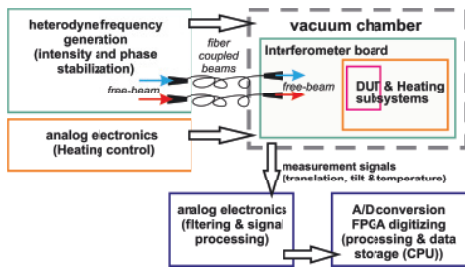 heterodyne frequency
generation
(intensity and phase
stabilization)
free-beam
fiber
coupled
beams
vacuum chamber
Interferometer board
free-beam
DUT & Heating
subsystems
analog electronics
(Heating control)
measurement signals
(translation, tilt & temperature)
analog electronics
(filtering & signal
processing)
A/D conversion
FPGA digitizing
(processing & data
storage (CPU))